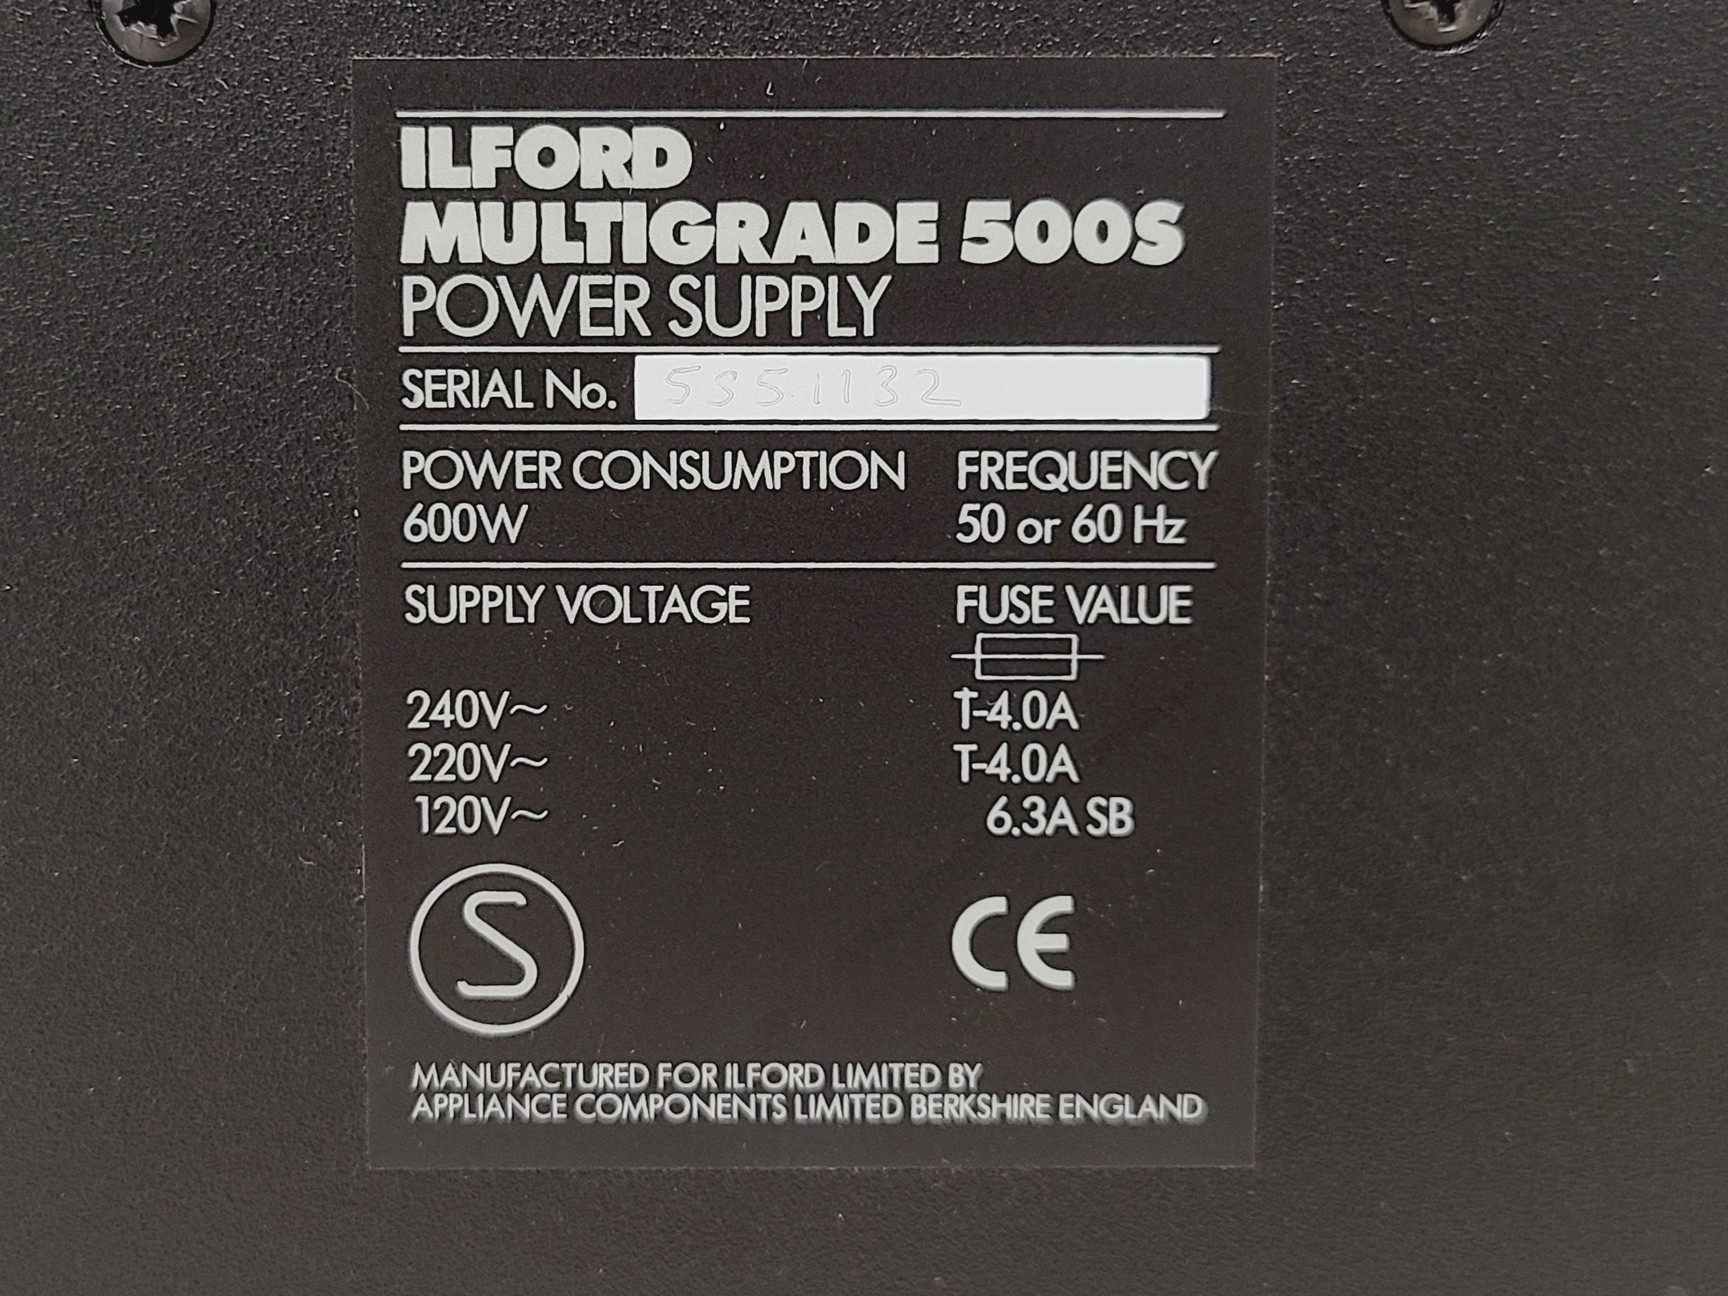 ILFORD
MULTIGRADE 500S
POWER SUPPLY
SERIAL No. 5S51132
POWER CONSUMPTION FREQUENCY
600W 50 or 60 Hz
SUPPLY VOLTAGE FUSE VALUE
240V~ T-4.0A
220V~ T-4.0A
120V~ 6.3A SB
S CE
MANUFACTURED FOR ILFORD LIMITED BY
APPLIANCE COMPONENTS LIMITED BERKSHIRE ENGLAND